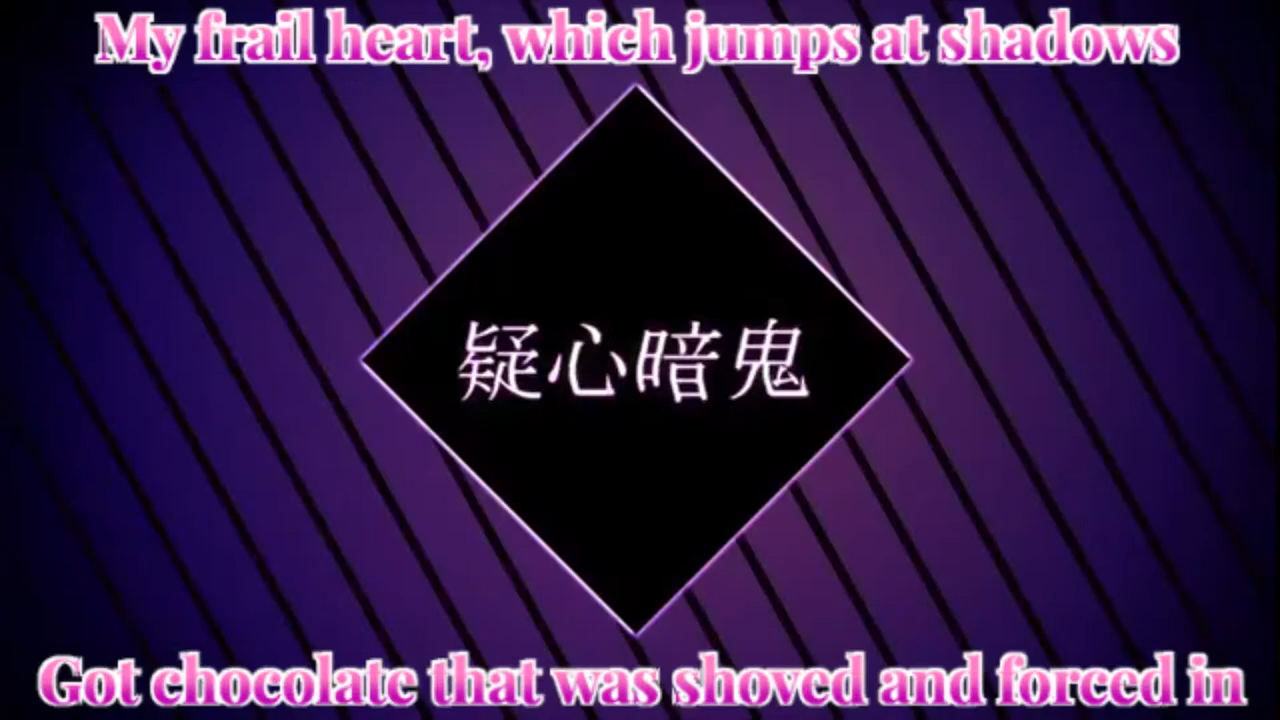 My frail heart, which jumps at shadows
疑心暗鬼
Got chocolate that was shoved and forced in